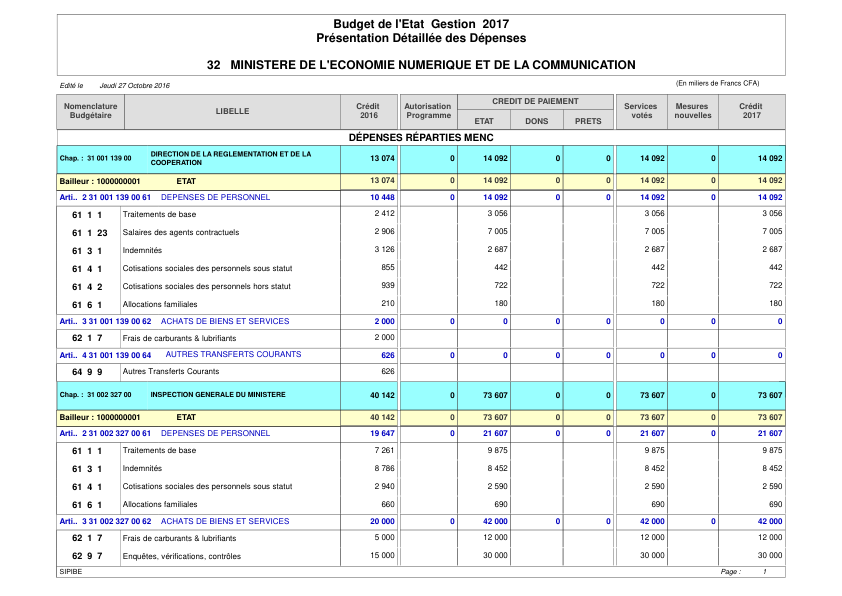 Budget de l'Etat Gestion 2017
Présentation Détaillée des Dépenses
32 MINISTERE DE L'ECONOMIE NUMERIQUE ET DE LA COMMUNICATION
Edité le Jeudi 27 Octobre 2016 (En milliers de Francs CFA)
Nomenclature Budgétaire LIBELLE Crédit 2016 Autorisation Programme CREDIT DE PAIEMENT ETAT DONS PRETS Services votés Mesures nouvelles Crédit 2017
DÉPENSES RÉPARTIES MENC
Chap. : 31 001 139 00 DIRECTION DE LA REGLEMENTATION ET DE LA COOPERATION 13 074 0 14 092 0 0 14 092 0 14 092
Bailleur : 1000000001 ETAT 13 074 0 14 092 0 0 14 092 0 14 092
Arti.. 2 31 001 139 00 61 DEPENSES DE PERSONNEL 10 448 0 14 092 0 0 14 092 0 14 092
61 1 1 Traitements de base 2 412 3 056 3 056 3 056
61 1 23 Salaires des agents contractuels 2 906 7 005 7 005 7 005
61 3 1 Indemnités 3 126 2 687 2 687 2 687
61 4 1 Cotisations sociales des personnels sous statut 855 442 442 442
61 4 2 Cotisations sociales des personnels hors statut 939 722 722 722
61 6 1 Allocations familiales 210 180 180 180
Arti.. 3 31 001 139 00 62 ACHATS DE BIENS ET SERVICES 2 000 0 0 0 0 0 0 0
62 1 7 Frais de carburants & lubrifiants 2 000
Arti.. 4 31 001 139 00 64 AUTRES TRANSFERTS COURANTS 626 0 0 0 0 0 0 0
64 9 9 Autres Transferts Courants 626
Chap. : 31 002 327 00 INSPECTION GENERALE DU MINISTERE 40 142 0 73 607 0 0 73 607 0 73 607
Bailleur : 1000000001 ETAT 40 142 0 73 607 0 0 73 607 0 73 607
Arti.. 2 31 002 327 00 61 DEPENSES DE PERSONNEL 19 647 0 21 607 0 0 21 607 0 21 607
61 1 1 Traitements de base 7 261 9 875 9 875 9 875
61 3 1 Indemnités 8 786 8 452 8 452 8 452
61 4 1 Cotisations sociales des personnels sous statut 2 940 2 590 2 590 2 590
61 6 1 Allocations familiales 660 690 690 690
Arti.. 3 31 002 327 00 62 ACHATS DE BIENS ET SERVICES 20 000 0 42 000 0 0 42 000 0 42 000
62 1 7 Frais de carburants & lubrifiants 5 000 12 000 12 000 12 000
62 9 7 Enquêtes, vérifications, contrôles 15 000 30 000 30 000 30 000
SIPIBE Page : 1